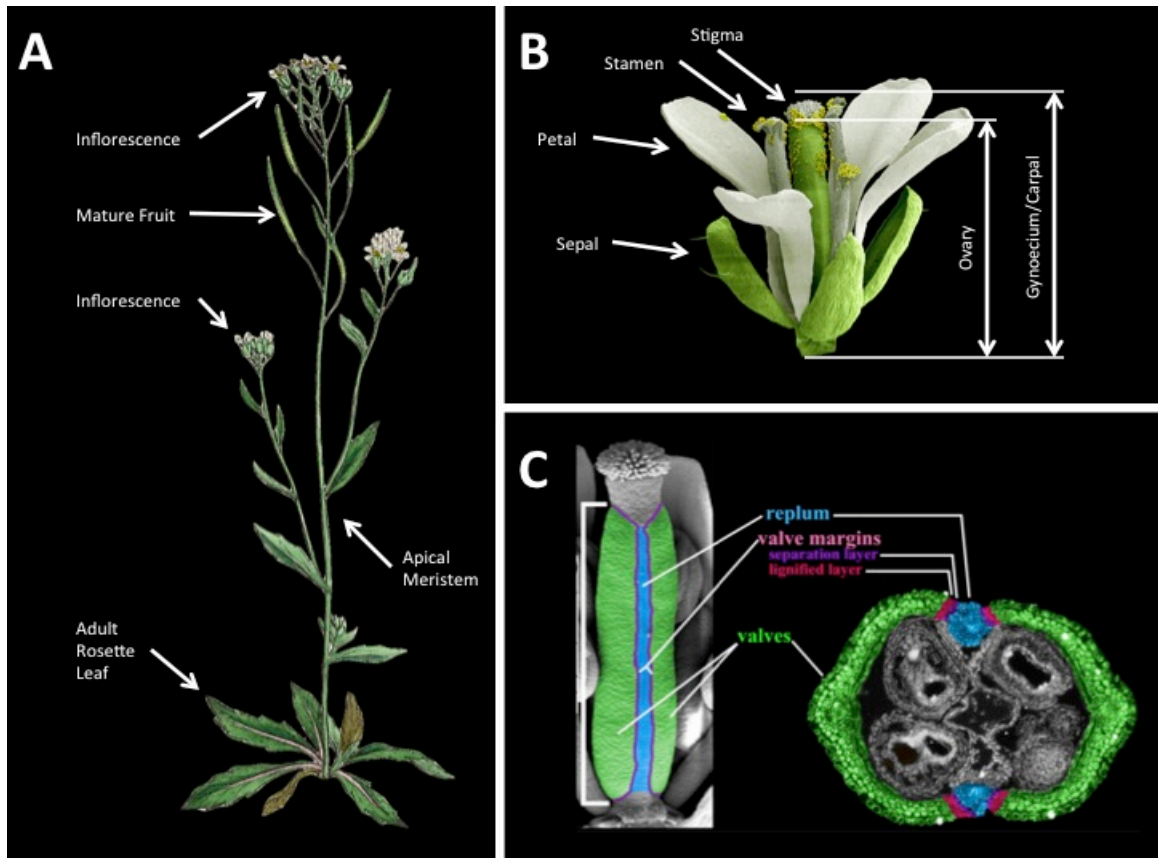 A
Inflorescence
Mature Fruit
Inflorescence
Apical
Meristem
Adult
Rosette
Leaf
B
Stigma
Stamen
Petal
Sepal
Ovary
Gynoecium/Carpal
C
replum
valve margins
separation layer
lignified layer
valves